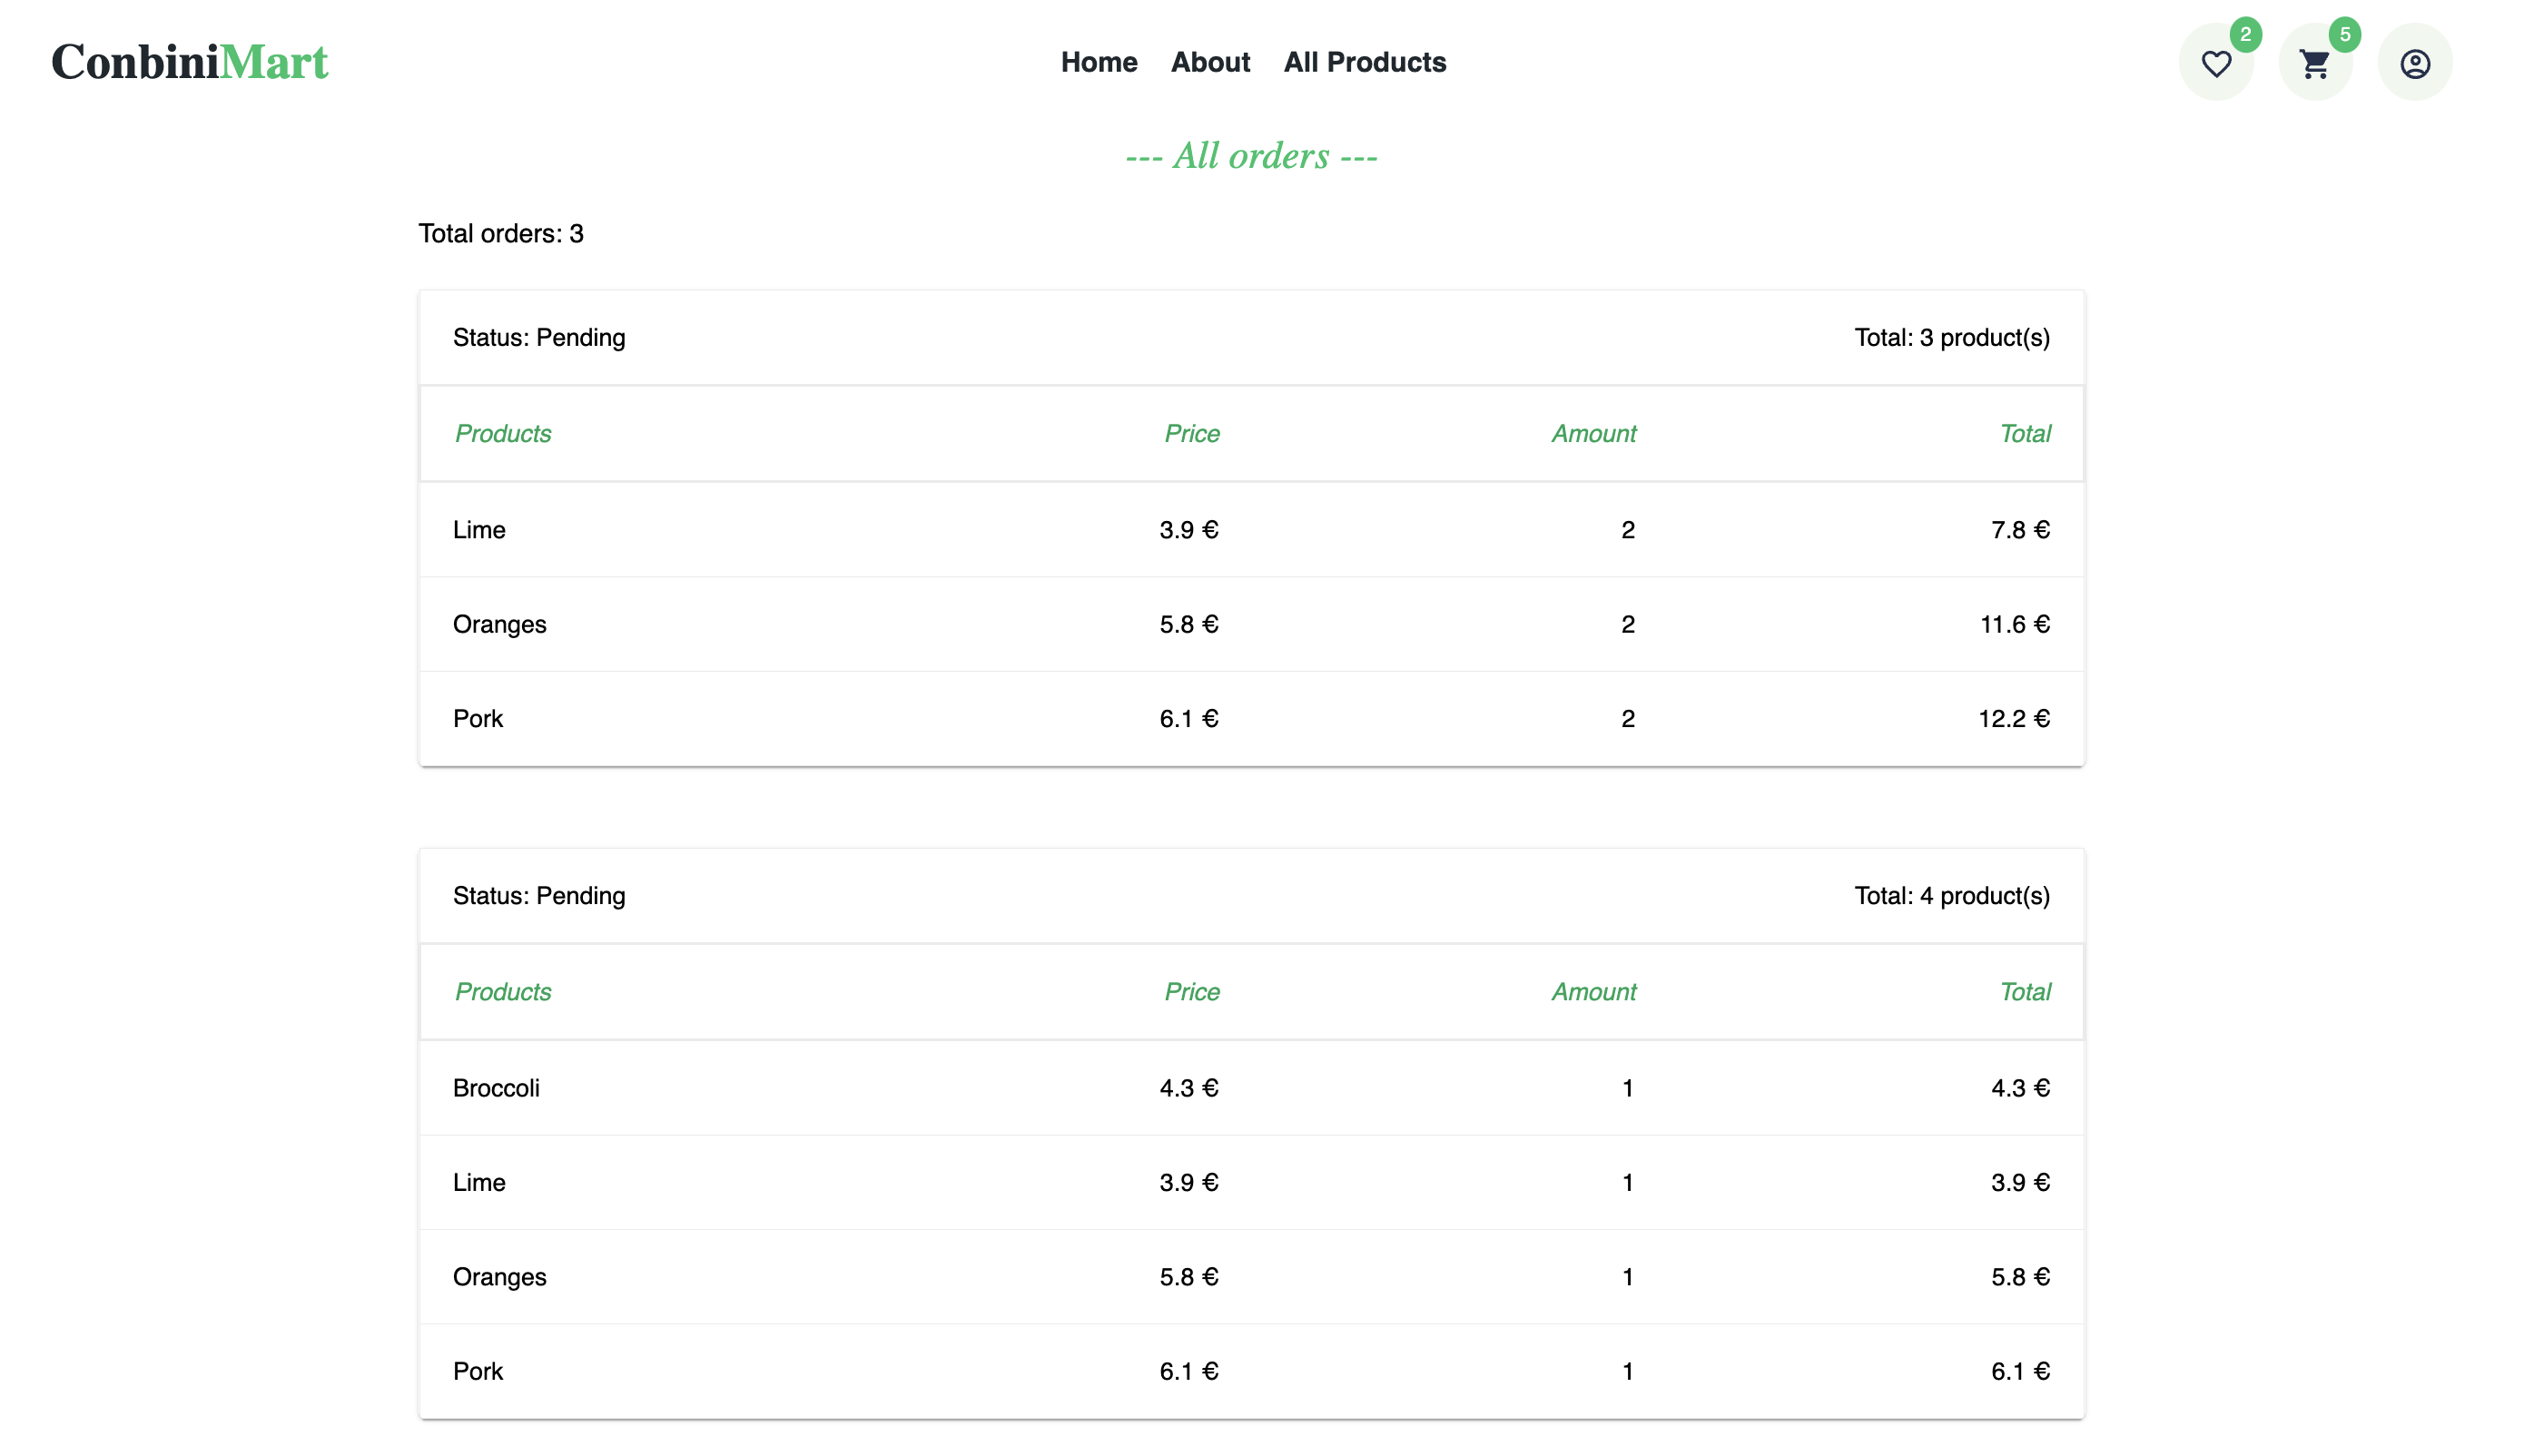 ConbiniMart Home About All Products 2 5
--- All orders ---
Total orders: 3
Status: Pending Total: 3 product(s)
Products Price Amount Total
Lime 3.9 € 2 7.8 €
Oranges 5.8 € 2 11.6 €
Pork 6.1 € 2 12.2 €
Status: Pending Total: 4 product(s)
Products Price Amount Total
Broccoli 4.3 € 1 4.3 €
Lime 3.9 € 1 3.9 €
Oranges 5.8 € 1 5.8 €
Pork 6.1 € 1 6.1 €